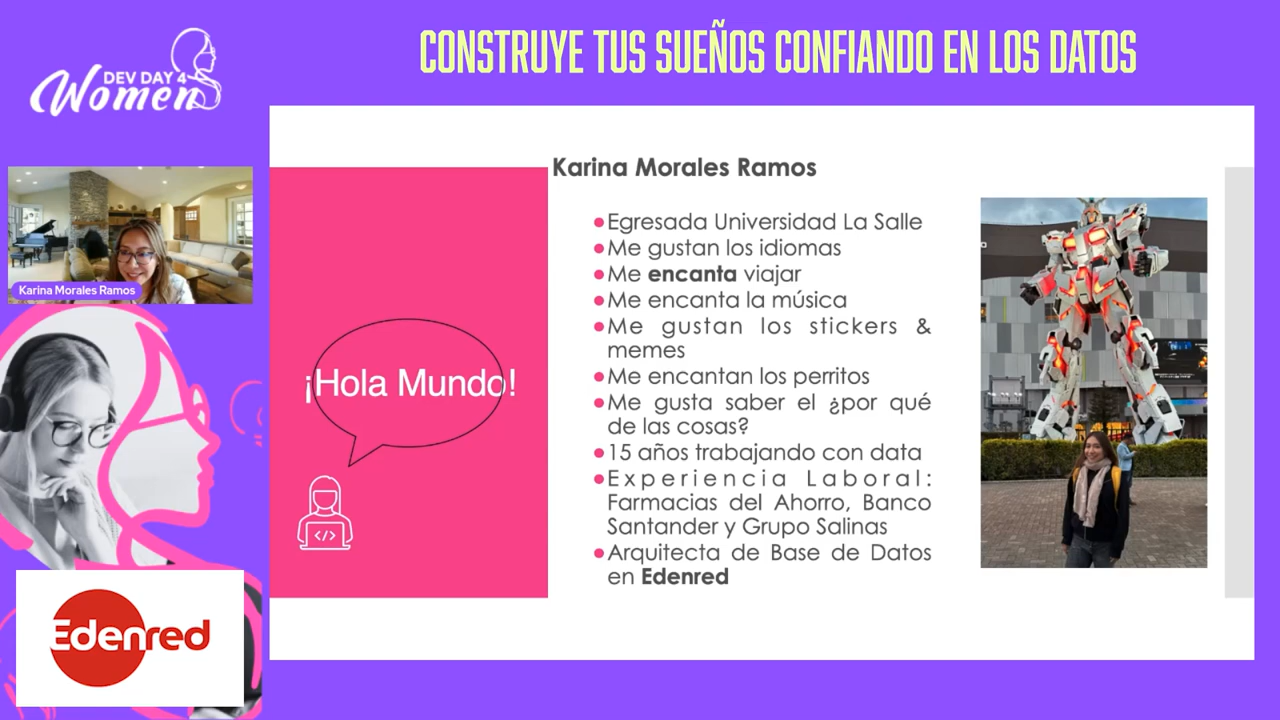 CONSTRUYE TUS SUEÑOS CONFIANDO EN LOS DATOS
DEV DAY 4
Women
Karina Morales Ramos
Edenred
¡Hola Mundo!
</>
Karina Morales Ramos
●Egresada Universidad La Salle
●Me gustan los idiomas
●Me encanta viajar
●Me encanta la música
●Me gustan los stickers &
memes
●Me encantan los perritos
●Me gusta saber el ¿por qué
de las cosas?
●15 años trabajando con data
●Experiencia Laboral:
Farmacias del Ahorro, Banco
Santander y Grupo Salinas
●Arquitecta de Base de Datos
en Edenred